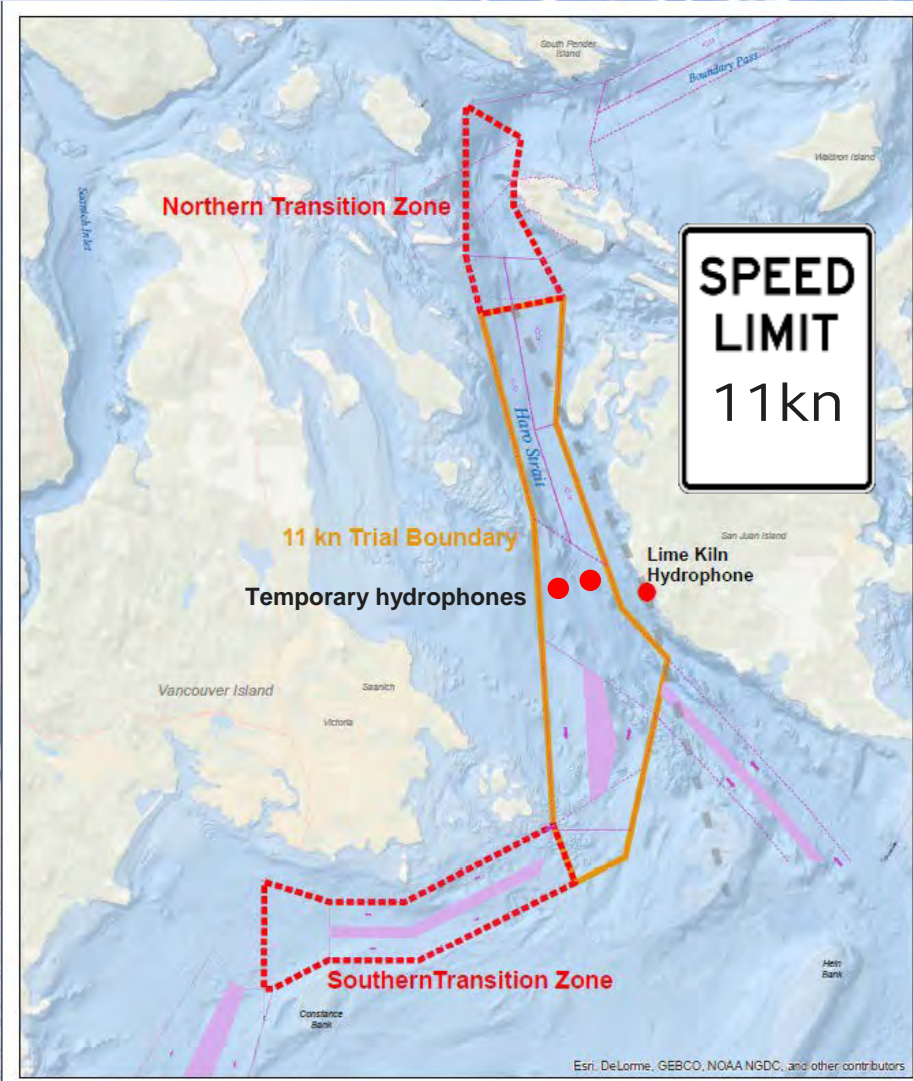 South Pender
Island
Boundary Pass
Waldron Island
Saanich Inlet
Northern Transition Zone
SPEED
LIMIT
11kn
Haro Strait
11 kn Trial Boundary
San Juan Island
Lime Kiln
Hydrophone
Temporary hydrophones
Vancouver Island
Saanich
Victoria
SouthernTransition Zone
Hein
Bank
Constance
Bank
Esri, DeLorme, GEBCO, NOAA NGDC, and other contributors